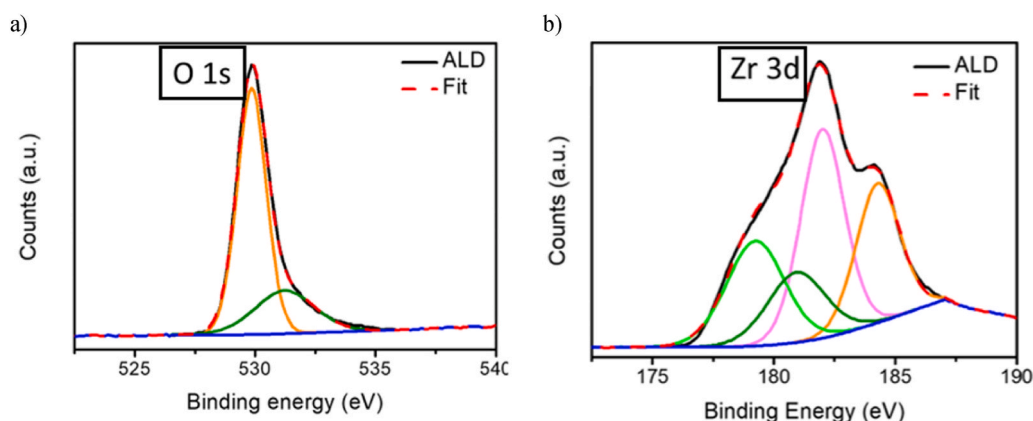 a)
O 1s
ALD
Fit
Counts (a.u.)
525
530
535
540
Binding energy (eV)
b)
Zr 3d
ALD
Fit
Counts (a.u.)
175
180
185
190
Binding Energy (eV)